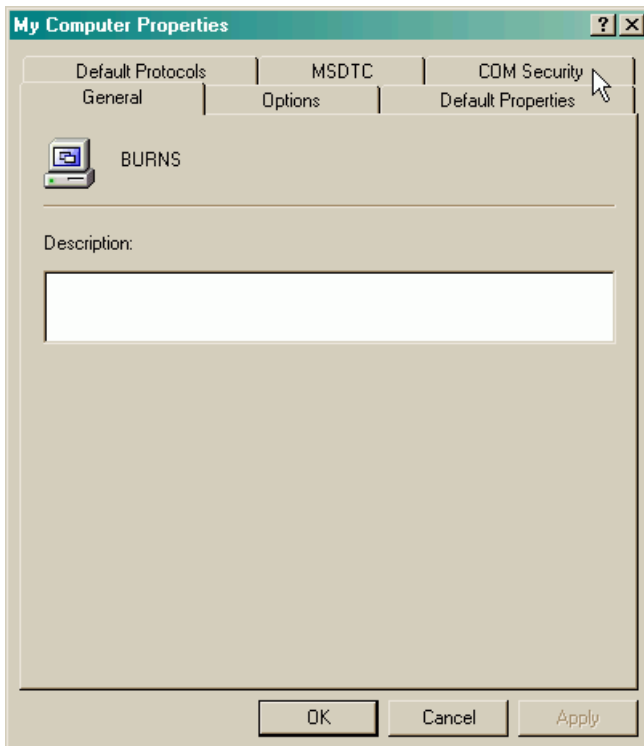 My Computer Properties
Default Protocols MSDTC COM Security
General Options Default Properties
BURNS
Description:
OK Cancel Apply